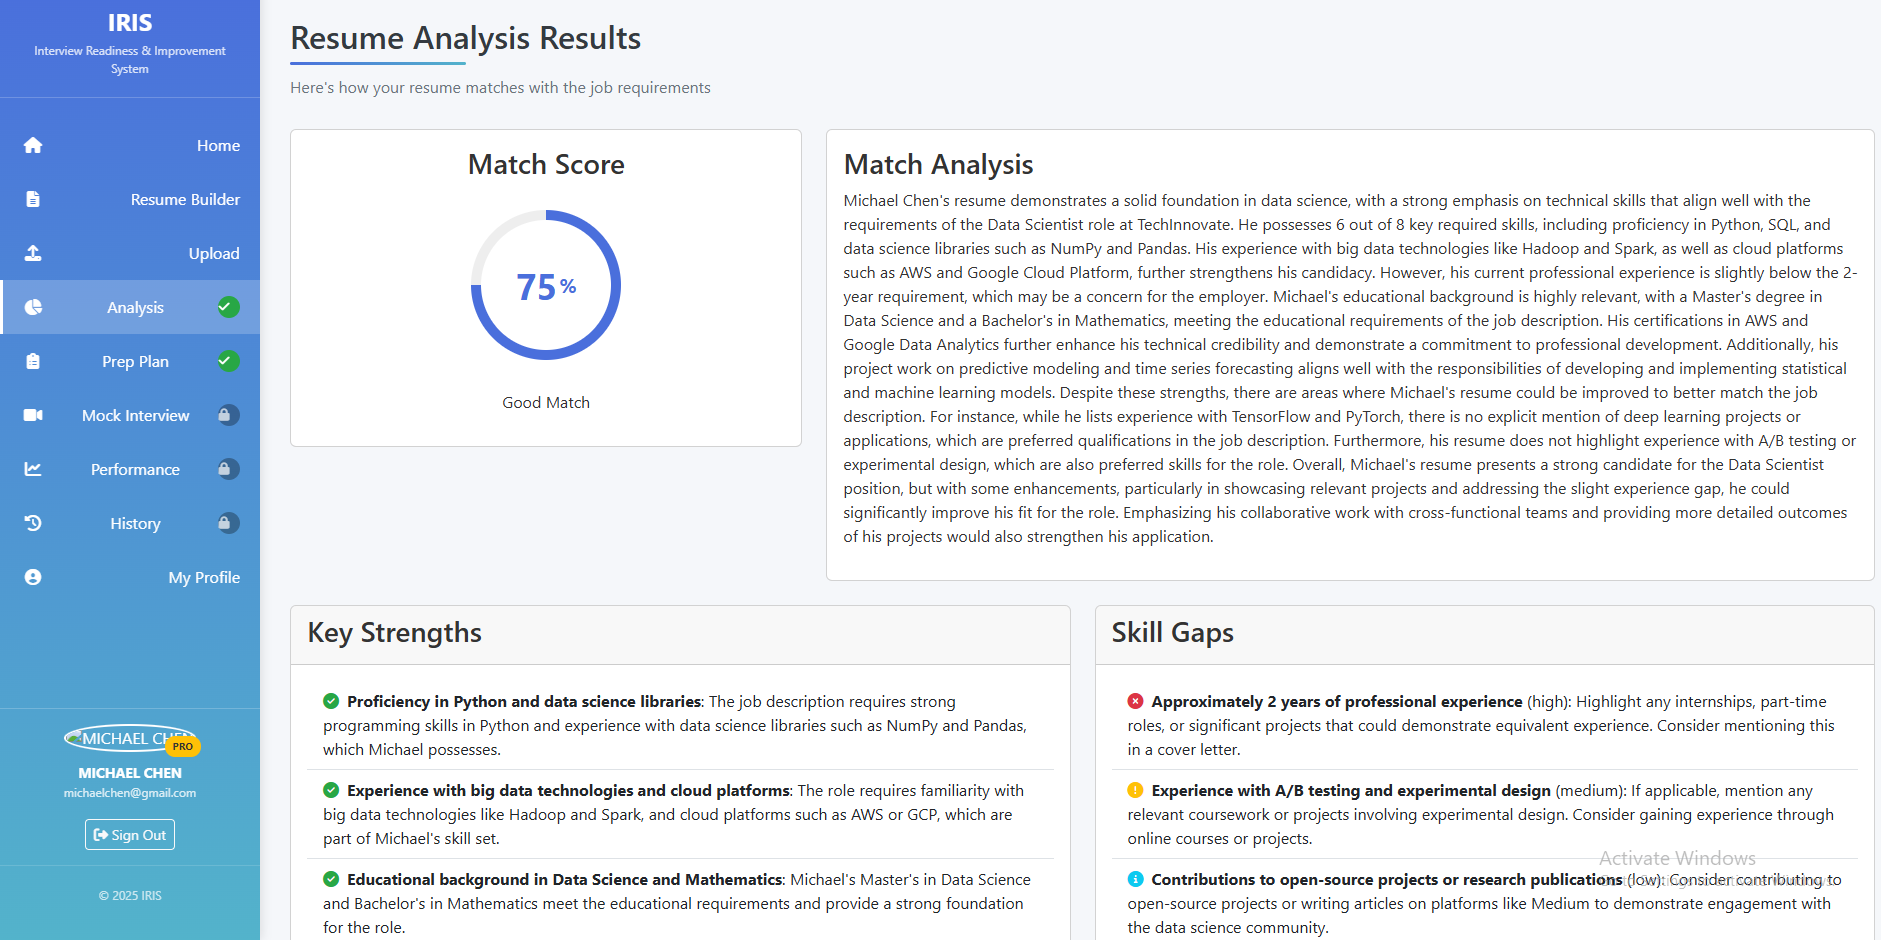 IRIS
Interview Readiness & Improvement
System
Home
Resume Builder
Upload
Analysis
Prep Plan
Mock Interview
Performance
History
My Profile
MICHAEL CHEN
PRO
MICHAEL CHEN
michaelchen@gmail.com
Sign Out
© 2025 IRIS
Resume Analysis Results
Here's how your resume matches with the job requirements
Match Score
75%
Good Match
Match Analysis
Michael Chen's resume demonstrates a solid foundation in data science, with a strong emphasis on technical skills that align well with the
requirements of the Data Scientist role at TechInnovate. He possesses 6 out of 8 key required skills, including proficiency in Python, SQL, and
data science libraries such as NumPy and Pandas. His experience with big data technologies like Hadoop and Spark, as well as cloud platforms
such as AWS and Google Cloud Platform, further strengthens his candidacy. However, his current professional experience is slightly below the 2-
year requirement, which may be a concern for the employer. Michael's educational background is highly relevant, with a Master's degree in
Data Science and a Bachelor's in Mathematics, meeting the educational requirements of the job description. His certifications in AWS and
Google Data Analytics further enhance his technical credibility and demonstrate a commitment to professional development. Additionally, his
project work on predictive modeling and time series forecasting aligns well with the responsibilities of developing and implementing statistical
and machine learning models. Despite these strengths, there are areas where Michael's resume could be improved to better match the job
description. For instance, while he lists experience with TensorFlow and PyTorch, there is no explicit mention of deep learning projects or
applications, which are preferred qualifications in the job description. Furthermore, his resume does not highlight experience with A/B testing or
experimental design, which are also preferred skills for the role. Overall, Michael's resume presents a strong candidate for the Data Scientist
position, but with some enhancements, particularly in showcasing relevant projects and addressing the slight experience gap, he could
significantly improve his fit for the role. Emphasizing his collaborative work with cross-functional teams and providing more detailed outcomes
of his projects would also strengthen his application.
Key Strengths
Proficiency in Python and data science libraries: The job description requires strong
programming skills in Python and experience with data science libraries such as NumPy and Pandas,
which Michael possesses.
Experience with big data technologies and cloud platforms: The role requires familiarity with
big data technologies like Hadoop and Spark, and cloud platforms such as AWS or GCP, which are
part of Michael's skill set.
Educational background in Data Science and Mathematics: Michael's Master's in Data Science
and Bachelor's in Mathematics meet the educational requirements and provide a strong foundation
for the role.
Skill Gaps
Approximately 2 years of professional experience (high): Highlight any internships, part-time
roles, or significant projects that could demonstrate equivalent experience. Consider mentioning this
in a cover letter.
Experience with A/B testing and experimental design (medium): If applicable, mention any
relevant coursework or projects involving experimental design. Consider gaining experience through
online courses or projects.
Contributions to open-source projects or research publications (low): Consider contributing to
open-source projects or writing articles on platforms like Medium to demonstrate engagement with
the data science community.
Activate Windows
Go to Settings to activate Windows.